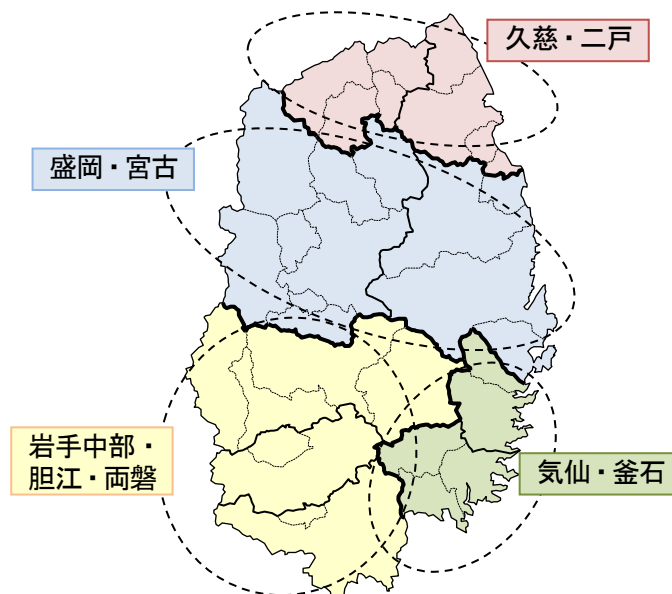 久慈・二戸
盛岡・宮古
岩手中部・
胆江・両磐
気仙・釜石